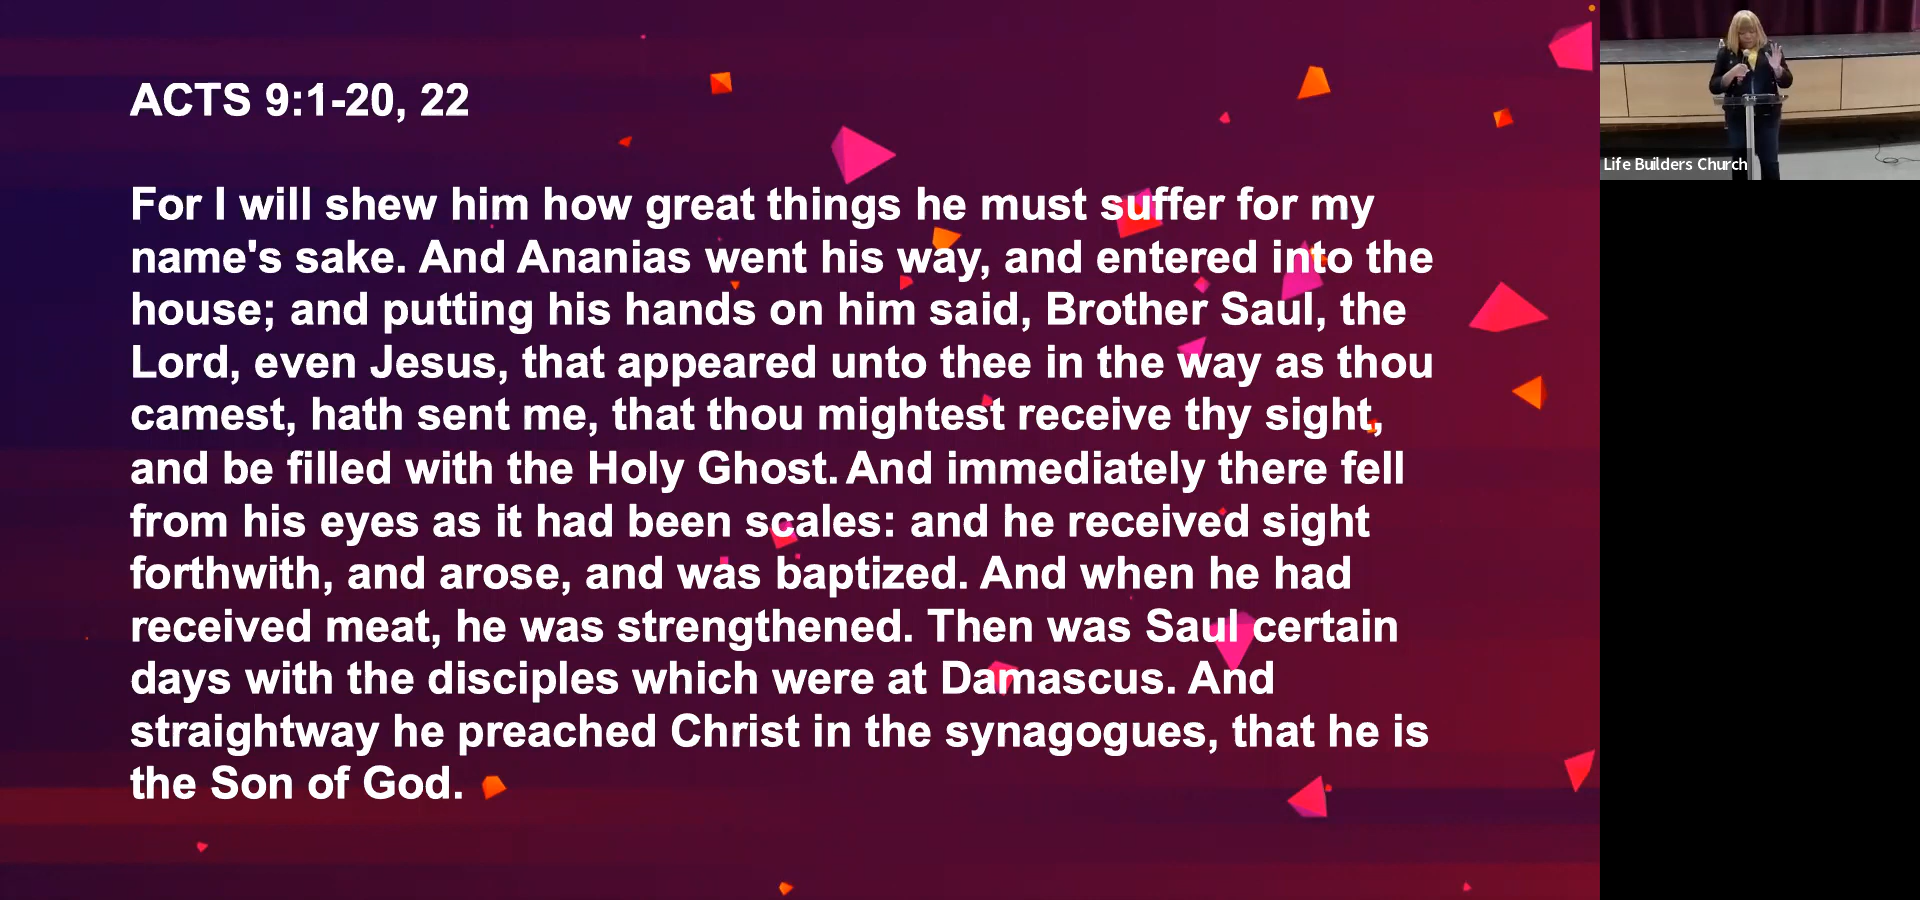 ACTS 9:1-20, 22
For I will shew him how great things he must suffer for my
name's sake. And Ananias went his way, and entered into the
house; and putting his hands on him said, Brother Saul, the
Lord, even Jesus, that appeared unto thee in the way as thou
camest, hath sent me, that thou mightest receive thy sight,
and be filled with the Holy Ghost. And immediately there fell
from his eyes as it had been scales: and he received sight
forthwith, and arose, and was baptized. And when he had
received meat, he was strengthened. Then was Saul certain
days with the disciples which were at Damascus. And
straightway he preached Christ in the synagogues, that he is
the Son of God.
Life Builders Church